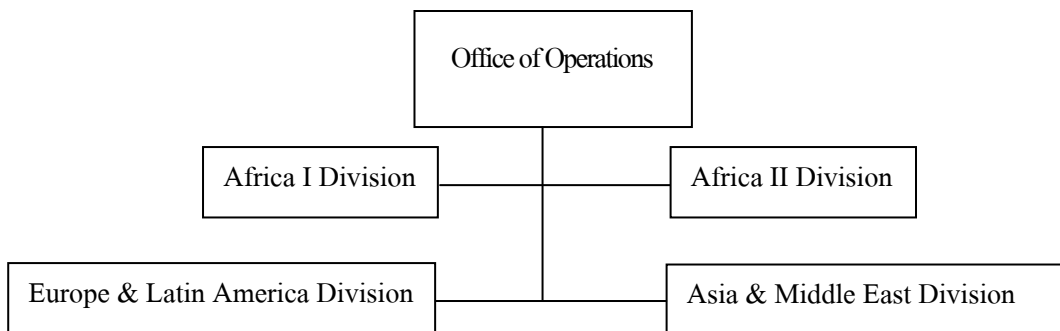 Office of Operations
Africa I Division
Africa II Division
Europe & Latin America Division
Asia & Middle East Division